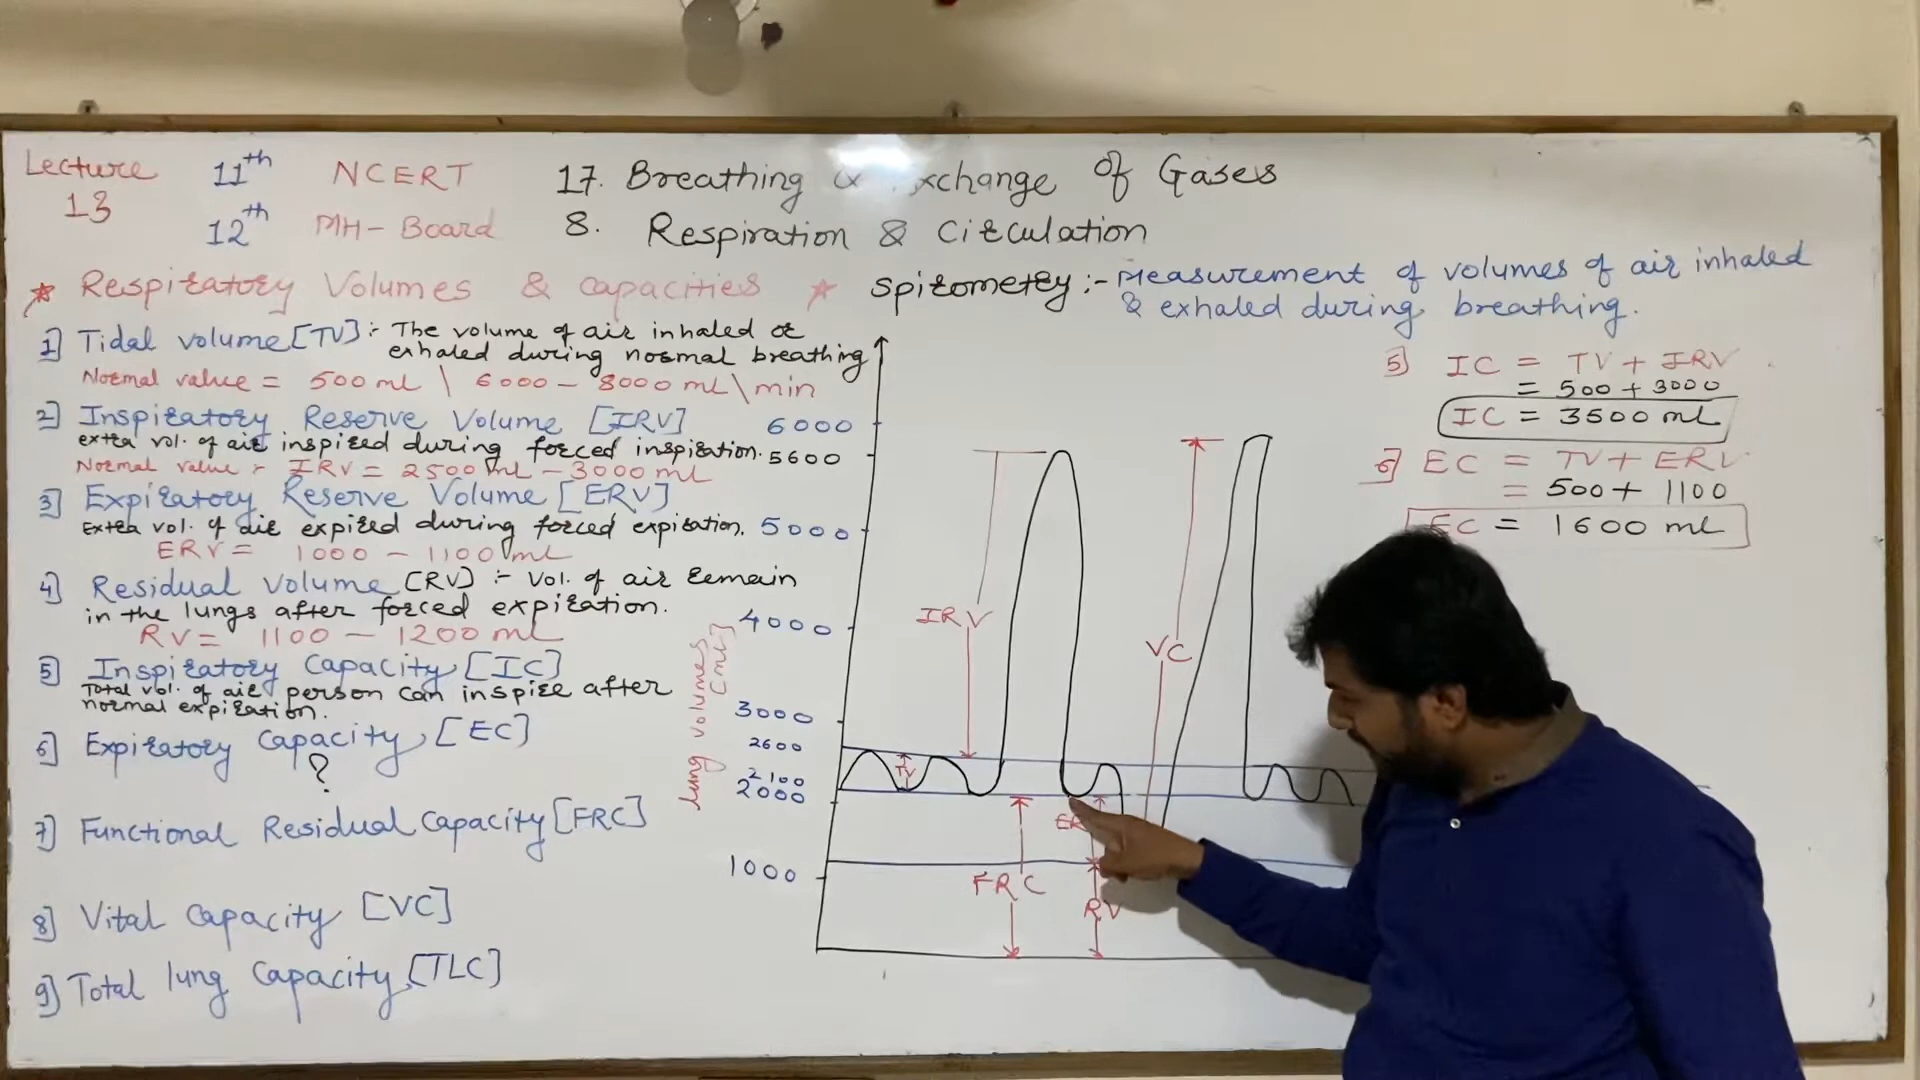 Lecture 13
11th NCERT 17. Breathing & xchange of Gases
12th MH-Board 8. Respiration & Circulation
* Respiratory Volumes & capacities *
Spirometry :- Measurement of volumes of air inhaled
& exhaled during breathing.
1] Tidal volume [TV] :- The volume of air inhaled or
exhaled during normal breathing
Normal value = 500 ml \ 6000 - 8000 ml \ min
2] Inspiratory Reserve Volume [IRV]
extra vol. of air inspired during forced inspiration.
Normal value :- IRV = 2500 ml - 3000 ml
3] Expiratory Reserve Volume [ERV]
Extra vol. of air expired during forced expiration.
ERV = 1000 - 1100 ml
4] Residual Volume [RV] :- Vol. of air remain
in the lungs after forced expiration.
RV = 1100 - 1200 ml
5] Inspiratory Capacity [IC]
Total vol. of air person can inspire after
normal expiration.
6] Expiratory Capacity [EC]
?
7] Functional Residual Capacity [FRC]
8] Vital Capacity [VC]
9] Total lung Capacity [TLC]
lung volumes
[ml]
6000
5600
5000
4000
3000
2600
2100
2000
1000
IRV
VC
TV
ER
FRC
RV
5] IC = TV + IRV
= 500 + 3000
IC = 3500 ml
6] EC = TV + ERV
= 500 + 1100
EC = 1600 ml